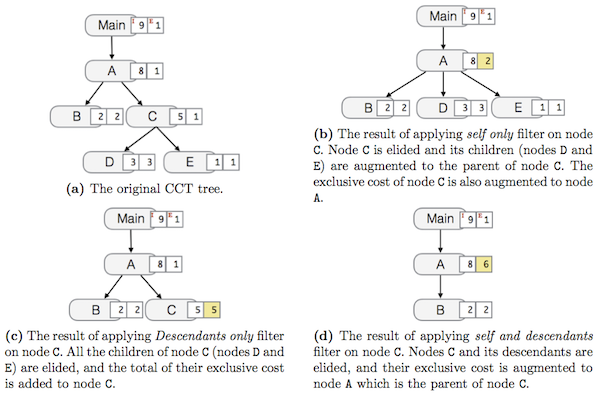 Main I 9 E 1
A 8 1
B 2 2 C 5 1
D 3 3 E 1 1
(a) The original CCT tree.
Main I 9 E 1
A 8 2
B 2 2 D 3 3 E 1 1
(b) The result of applying self only filter on node
C. Node C is elided and its children (nodes D and
E) are augmented to the parent of node C. The
exclusive cost of node C is also augmented to node
A.
Main I 9 E 1
A 8 1
B 2 2 C 5 5
(c) The result of applying Descendants only filter
on node C. All the children of node C (nodes D and
E) are elided, and the total of their exclusive cost
is added to node C.
Main I 9 E 1
A 8 6
B 2 2
(d) The result of applying self and descendants
filter on node C. Nodes C and its descendants are
elided, and their exclusive cost is augmented to
node A which is the parent of node C.